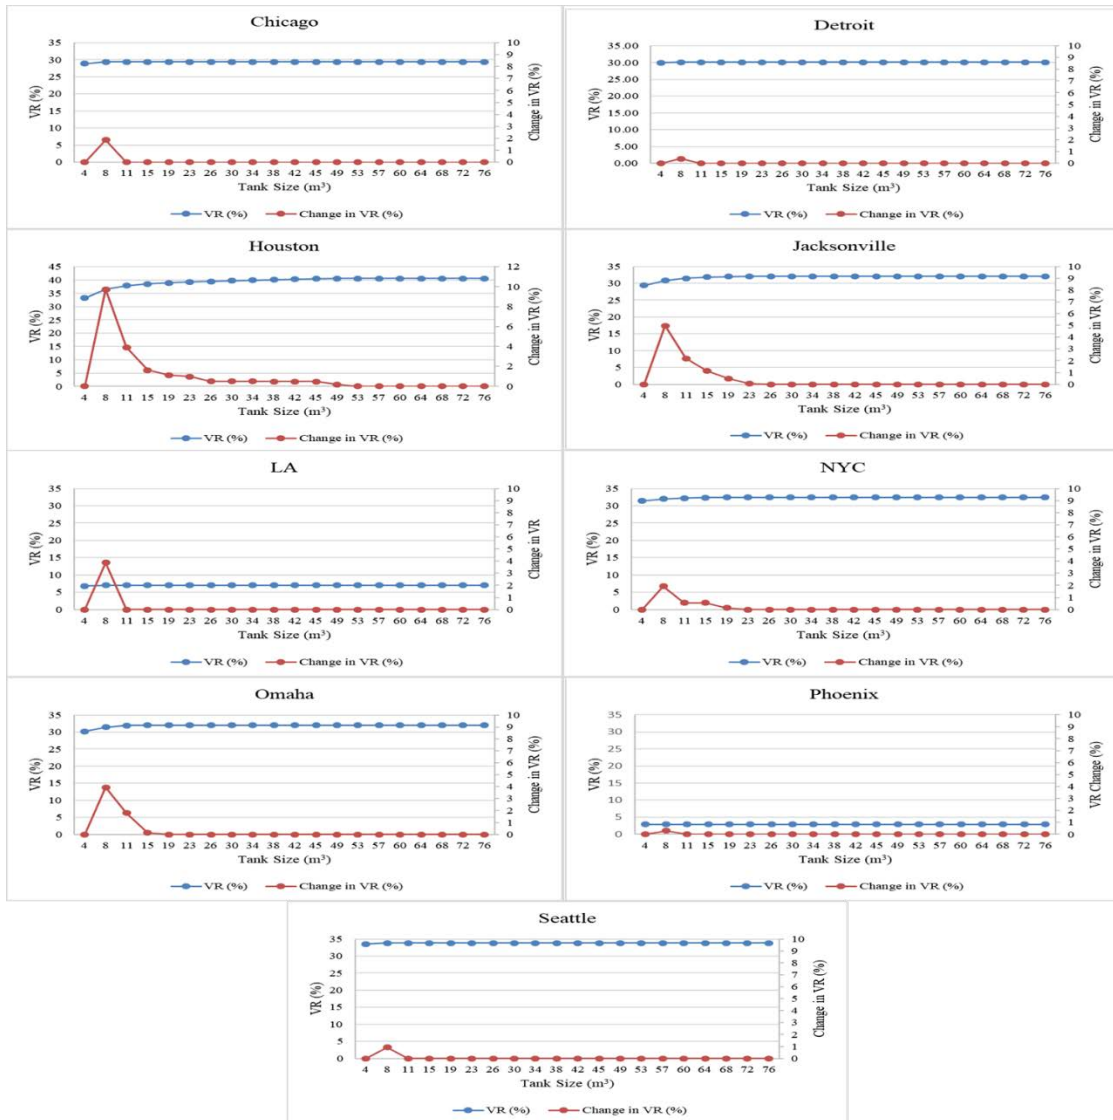 Chicago
35 30 25 20 15 10 5 0
VR (%)
10 9 8 7 6 5 4 3 2 1 0
Change in VR (%)
4 8 11 15 19 23 26 30 34 38 42 45 49 53 57 60 64 68 72 76
Tank Size (m³)
VR (%) Change in VR (%)
Detroit
35.00 30.00 25.00 20.00 15.00 10.00 5.00 0.00
VR (%)
10 9 8 7 6 5 4 3 2 1 0
Change in VR (%)
4 8 11 15 19 23 26 30 34 38 42 45 49 53 57 60 64 68 72 76
Tank Size (m³)
VR (%) Change in VR (%)
Houston
45 40 35 30 25 20 15 10 5 0
VR (%)
12 10 8 6 4 2 0
Change in VR (%)
4 8 11 15 19 23 26 30 34 38 42 45 49 53 57 60 64 68 72 76
Tank Size (m³)
VR (%) Change in VR (%)
Jacksonville
35 30 25 20 15 10 5 0
VR (%)
10 9 8 7 6 5 4 3 2 1 0
Change in VR (%)
4 8 11 15 19 23 26 30 34 38 42 45 49 53 57 60 64 68 72 76
Tank Size (m³)
VR (%) Change in VR (%)
LA
35 30 25 20 15 10 5 0
VR (%)
10 9 8 7 6 5 4 3 2 1 0
Change in VR
4 8 11 15 19 23 26 30 34 38 42 45 49 53 57 60 64 68 72 76
Tank Size (m³)
VR (%) Change in VR (%)
NYC
35 30 25 20 15 10 5 0
VR (%)
10 9 8 7 6 5 4 3 2 1 0
Change in VR (%)
4 8 11 15 19 23 26 30 34 38 42 45 49 53 57 60 64 68 72 76
Tank Size (m³)
VR (%) Change in VR (%)
Omaha
35 30 25 20 15 10 5 0
VR (%)
10 9 8 7 6 5 4 3 2 1 0
Change in VR (%)
4 8 11 15 19 23 26 30 34 38 42 45 49 53 57 60 64 68 72 76
Tank Size (m³)
VR (%) Change in VR (%)
Phoenix
35 30 25 20 15 10 5 0
VR (%)
10 9 8 7 6 5 4 3 2 1 0
VR Change (%)
4 8 11 15 19 23 26 30 34 38 42 45 49 53 57 60 64 68 72 76
Tank Size (m³)
VR (%) Change in VR (%)
Seattle
35 30 25 20 15 10 5 0
VR (%)
10 9 8 7 6 5 4 3 2 1 0
Change in VR (%)
4 8 11 15 19 23 26 30 34 38 42 45 49 53 57 60 64 68 72 76
Tank Size (m³)
VR (%) Change in VR (%)